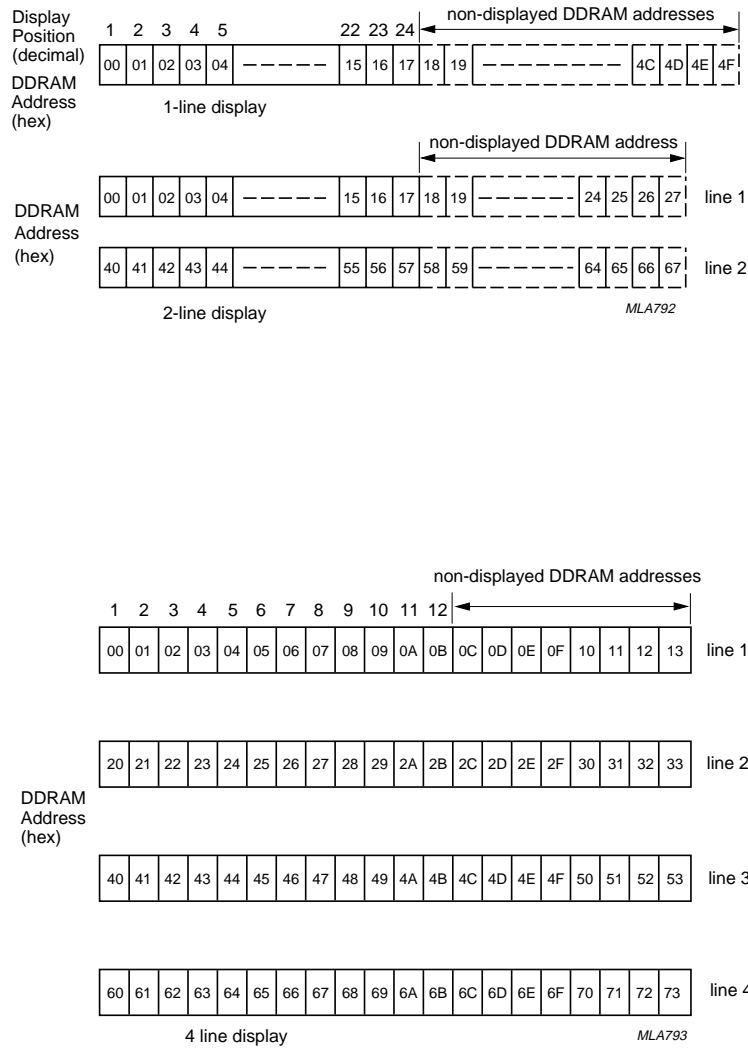 Display
Position
(decimal)
1 2 3 4 5 22 23 24 non-displayed DDRAM addresses
00 01 02 03 04 15 16 17 18 19 4C 4D 4E 4F
DDRAM
Address
(hex)
1-line display
non-displayed DDRAM address
00 01 02 03 04 15 16 17 18 19 24 25 26 27 line 1
DDRAM
Address
(hex)
40 41 42 43 44 55 56 57 58 59 64 65 66 67 line 2
2-line display
MLA792
non-displayed DDRAM addresses
1 2 3 4 5 6 7 8 9 10 11 12
00 01 02 03 04 05 06 07 08 09 0A 0B 0C 0D 0E 0F 10 11 12 13 line 1
20 21 22 23 24 25 26 27 28 29 2A 2B 2C 2D 2E 2F 30 31 32 33 line 2
DDRAM
Address
(hex)
40 41 42 43 44 45 46 47 48 49 4A 4B 4C 4D 4E 4F 50 51 52 53 line 3
60 61 62 63 64 65 66 67 68 69 6A 6B 6C 6D 6E 6F 70 71 72 73 line 4
4 line display
MLA793